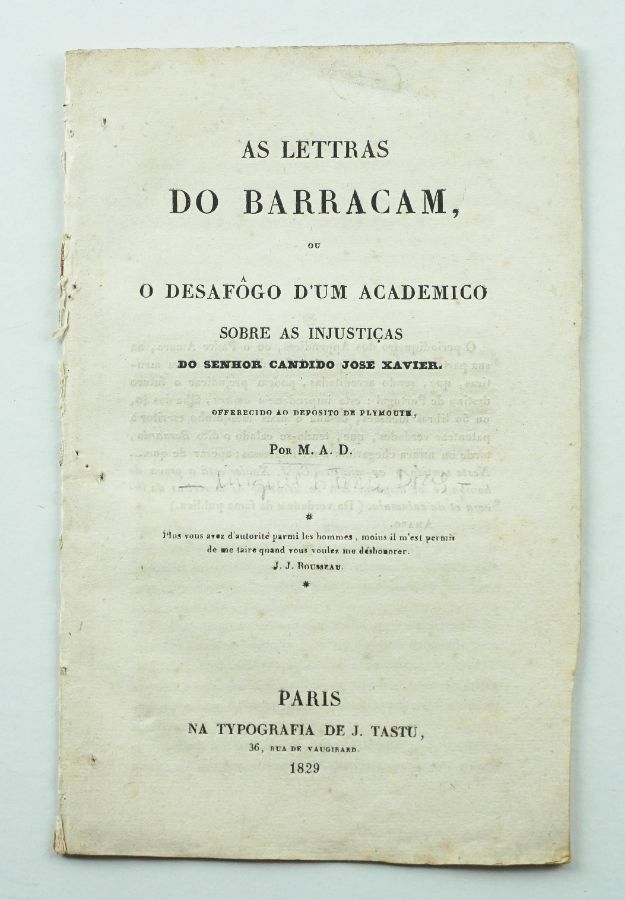 AS LETTRAS
DO BARRACAM,
OU
O DESAFÔGO D'UM ACADEMICO
SOBRE AS INJUSTIÇAS
DO SENHOR CANDIDO JOSE XAVIER.
OFFERECIDO AO DEPOSITO DE PLYMOUTH,
POR M. A. D.
*
Plus vous avez d'autorité parmi les hommes, moins il m'est permis
de me taire quand vous voulez me déshonorer.
J. J. ROUSSEAU.
*
PARIS
NA TYPOGRAFIA DE J. TASTU,
36, RUA DE VAUGIRARD.
1829